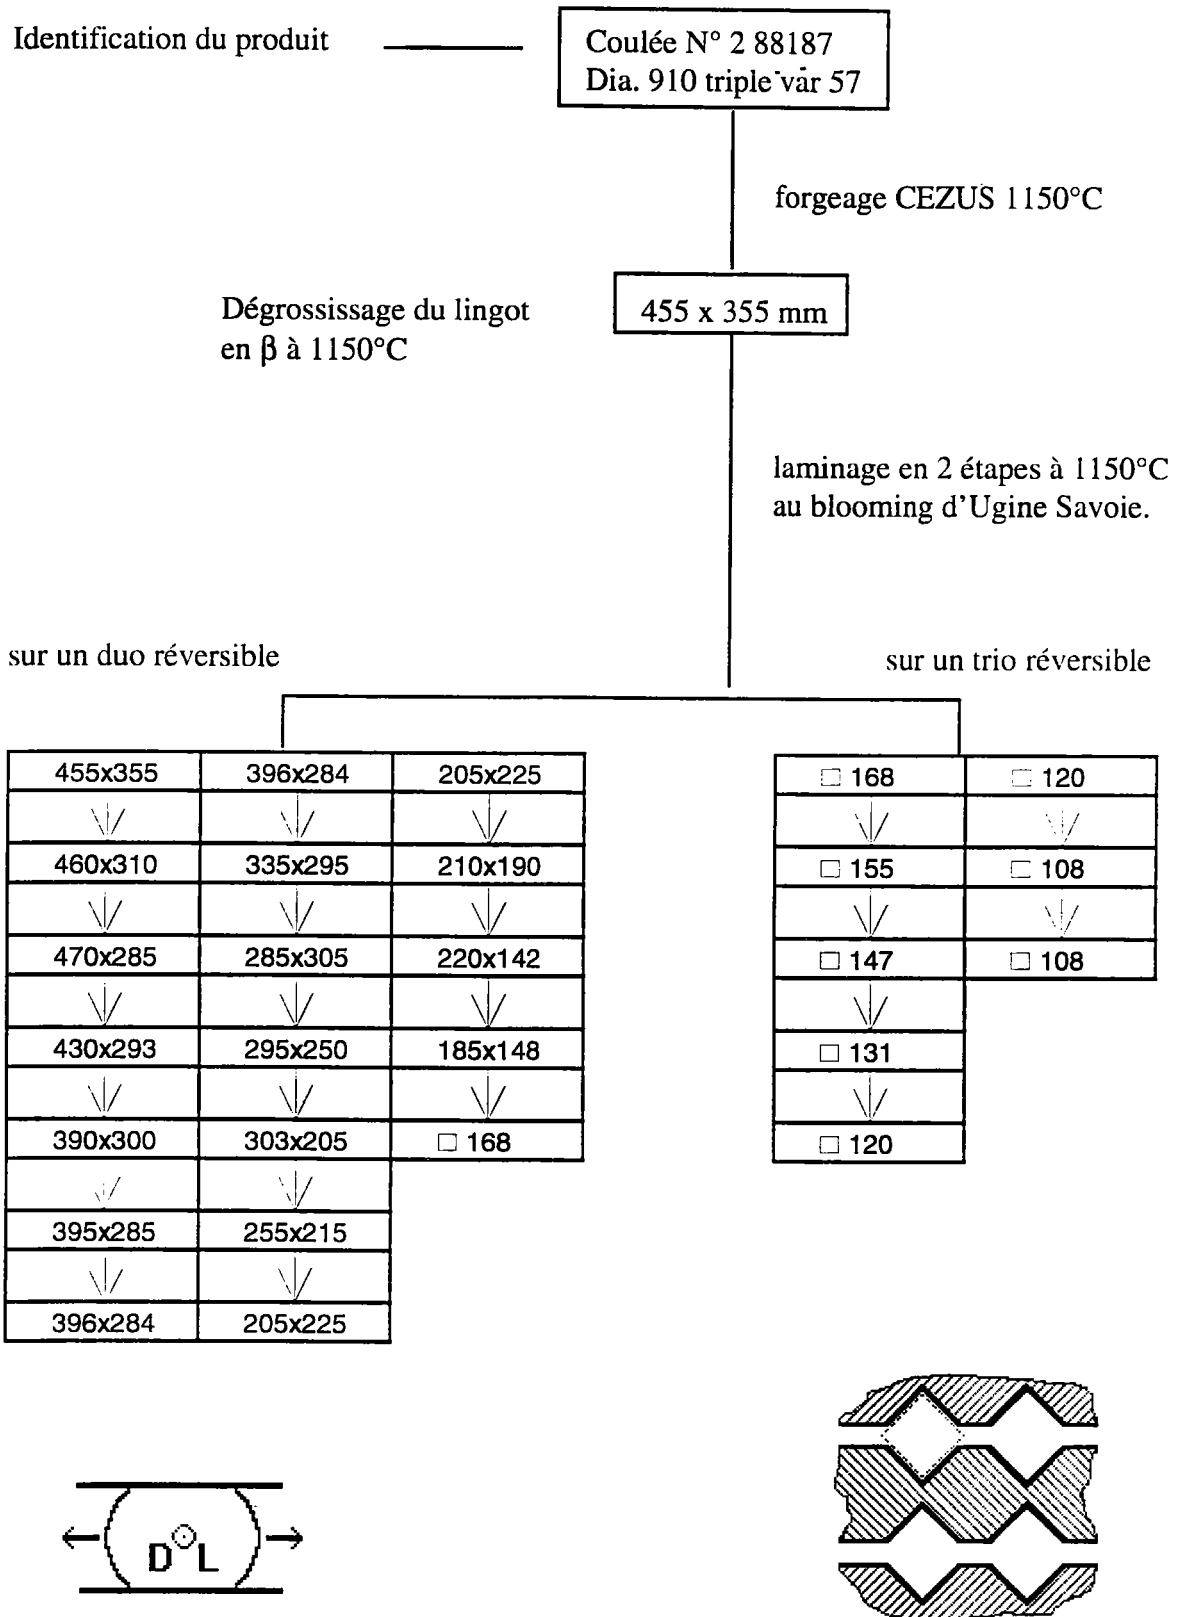 Identification du produit
Coulée N° 2 88187
Dia. 910 triple var 57
forgeage CEZUS 1150°C
Dégrossissage du lingot
en β à 1150°C
455 x 355 mm
laminage en 2 étapes à 1150°C
au blooming d'Ugine Savoie.
sur un duo réversible
sur un trio réversible
455x355 396x284 205x225
460x310 335x295 210x190
470x285 285x305 220x142
430x293 295x250 185x148
390x300 303x205 □ 168
395x285 255x215
396x284 205x225
□ 168 □ 120
□ 155 □ 108
□ 147 □ 108
□ 131
□ 120
D L